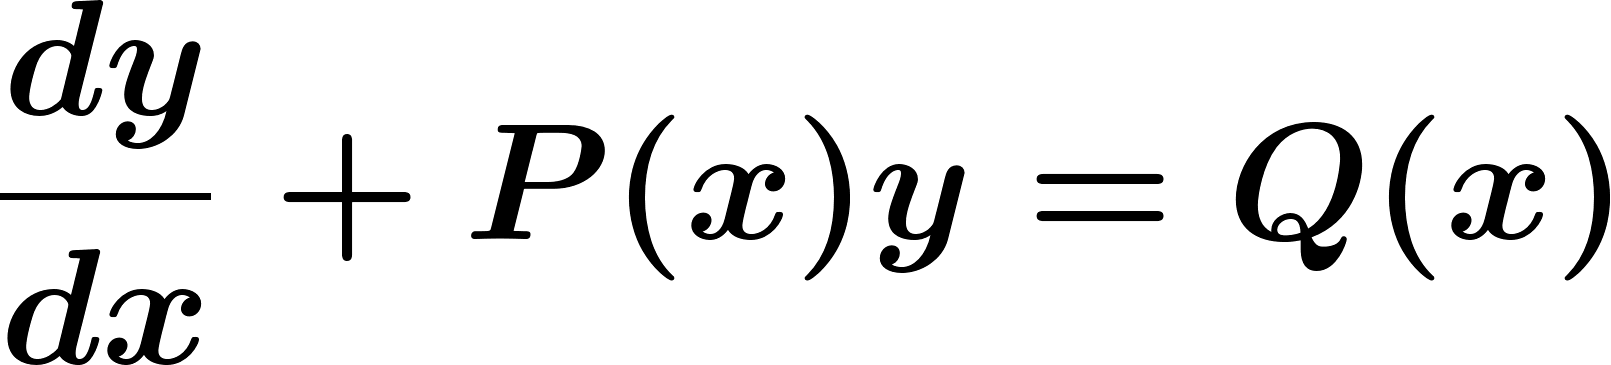 dy/dx + P(x)y = Q(x)